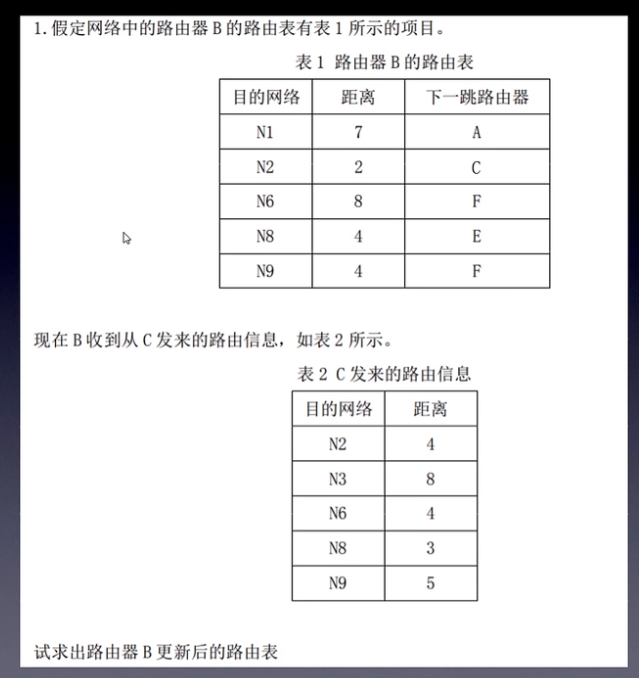 1.假定网络中的路由器 B 的路由表有表 1 所示的项目。
表 1 路由器 B 的路由表
目的网络 距离 下一跳路由器
N1 7 A
N2 2 C
N6 8 F
N8 4 E
N9 4 F
现在 B 收到从 C 发来的路由信息，如表 2 所示。
表 2 C 发来的路由信息
目的网络 距离
N2 4
N3 8
N6 4
N8 3
N9 5
试求出路由器 B 更新后的路由表